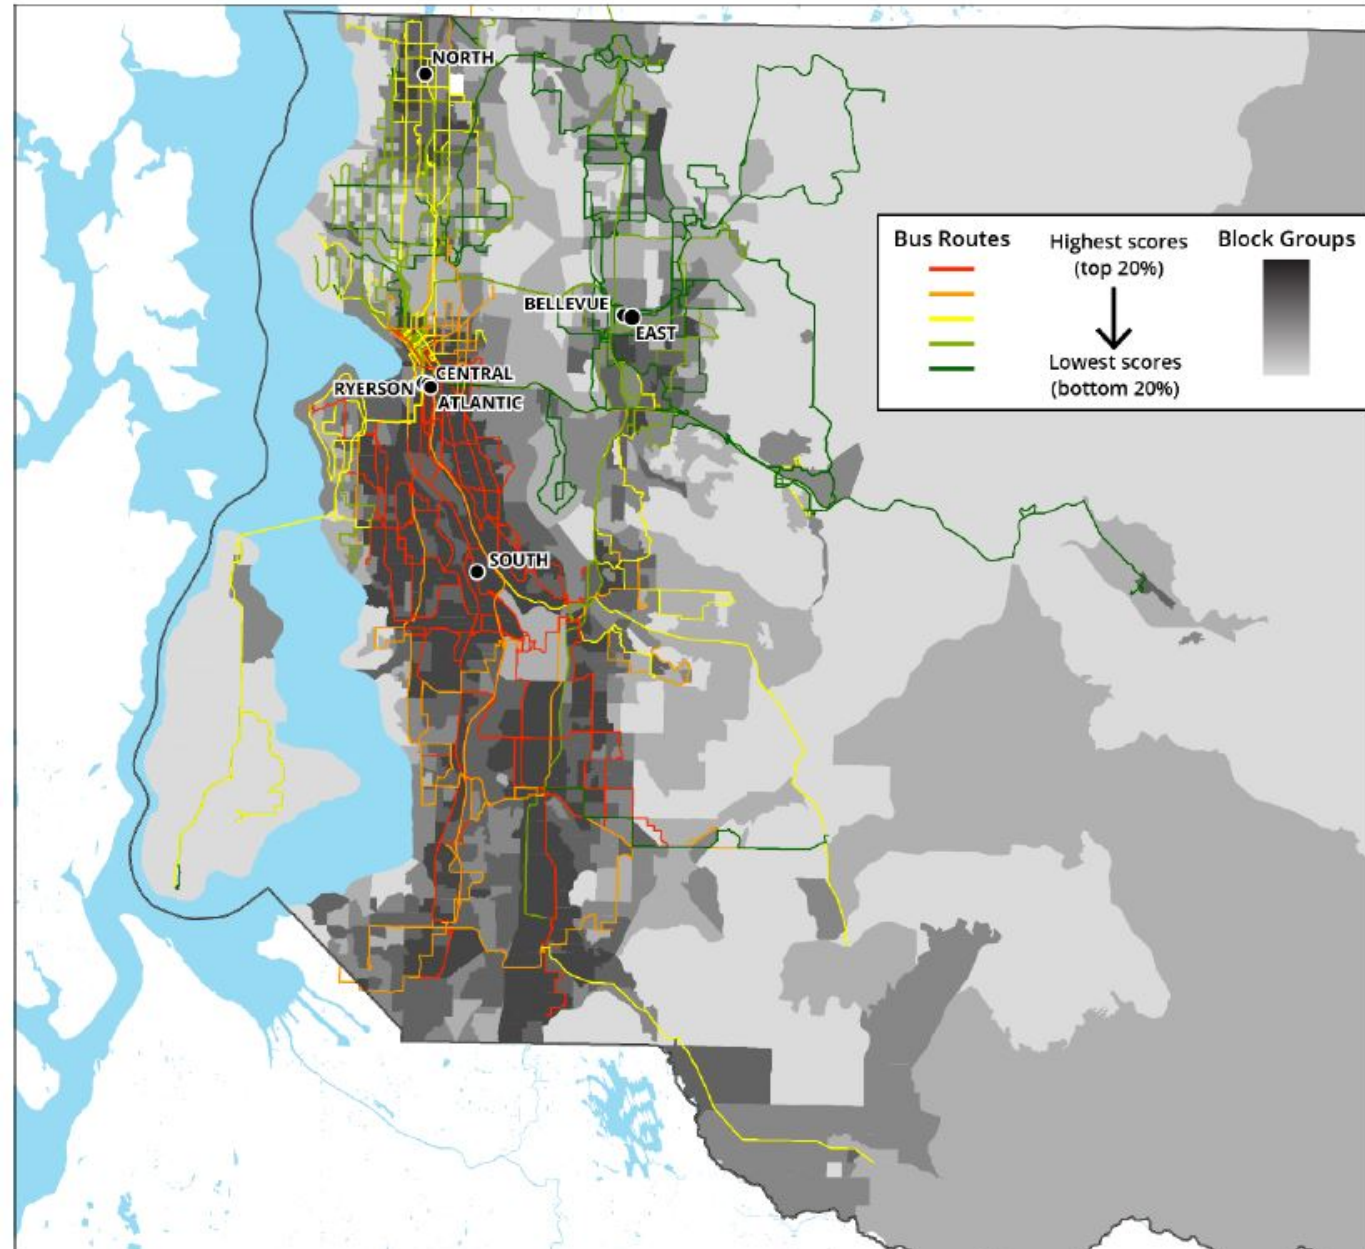 NORTH
Bus Routes
Highest scores
(top 20%)
Lowest scores
(bottom 20%)
Block Groups
BELLEVUE
EAST
CENTRAL
RYERSON
ATLANTIC
SOUTH